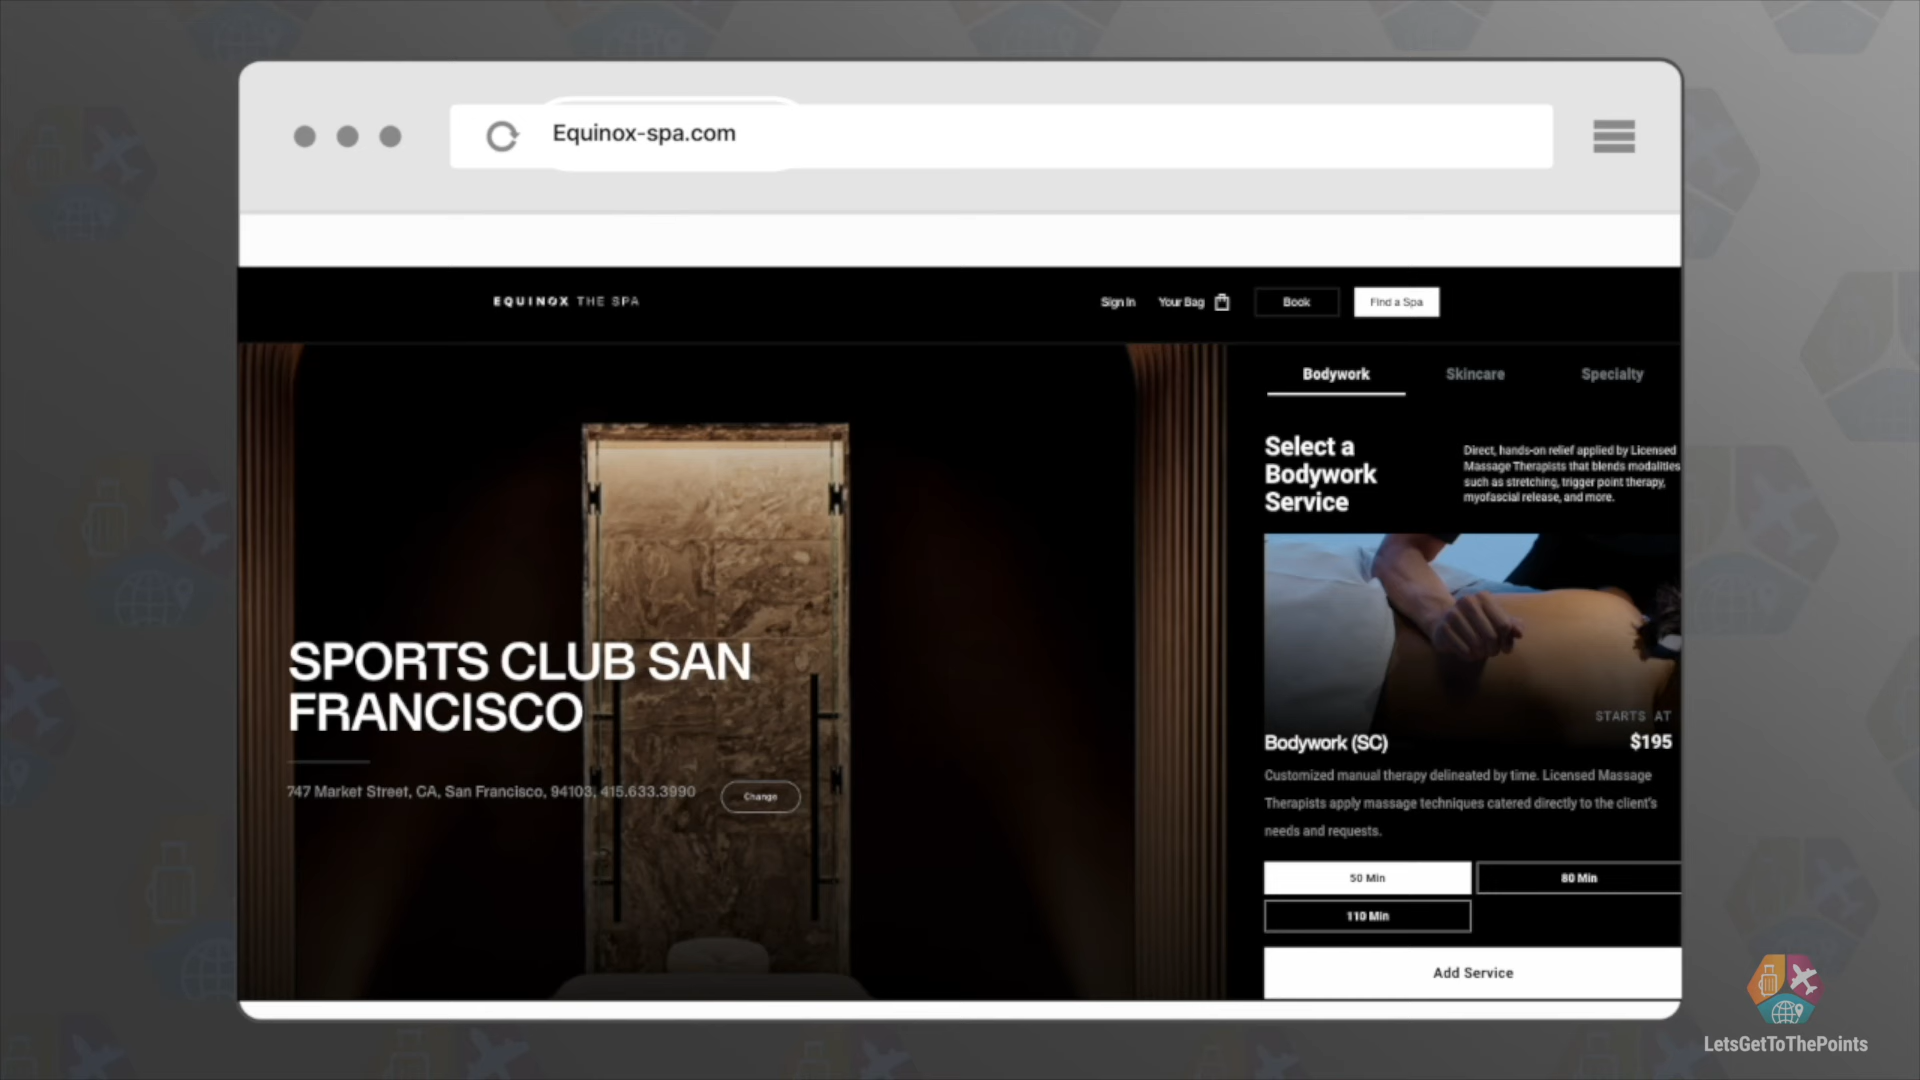 Equinox-spa.com
EQUINOX THE SPA
Sign In
Your Bag
Book
Find a Spa
Bodywork
Skincare
Specialty
Select a
Bodywork
Service
Direct, hands-on relief applied by Licensed
Massage Therapists that blends modalities
such as stretching, trigger point therapy,
myofascial release, and more.
SPORTS CLUB SAN
FRANCISCO
747 Market Street, CA, San Francisco, 94103, 415.633.3990
Change
STARTS AT
Bodywork (SC)
$195
Customized manual therapy delineated by time. Licensed Massage
Therapists apply massage techniques catered directly to the client's
needs and requests.
50 Min
80 Min
110 Min
Add Service
LetsGetToThePoints